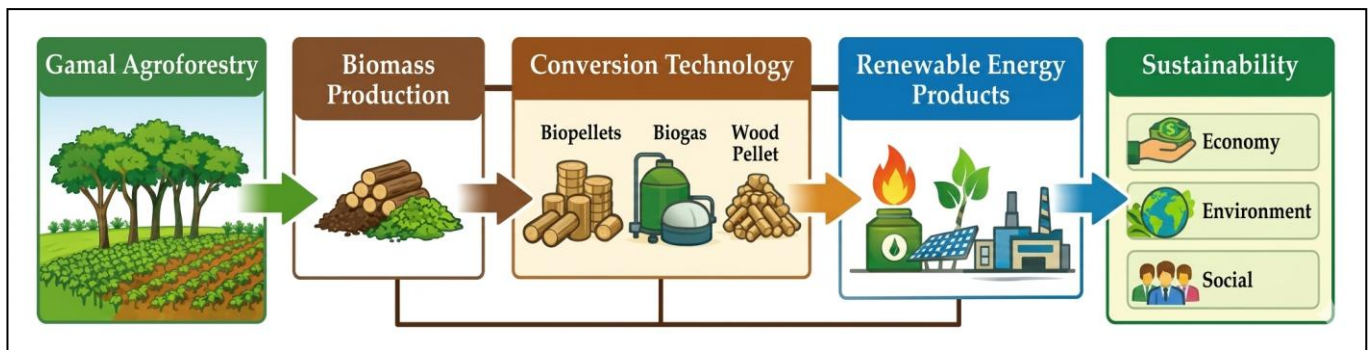 Gamal Agroforestry
Biomass
Production
Conversion Technology
Biopellets
Biogas
Wood
Pellet
Renewable Energy
Products
Sustainability
$
Economy
Environment
Social